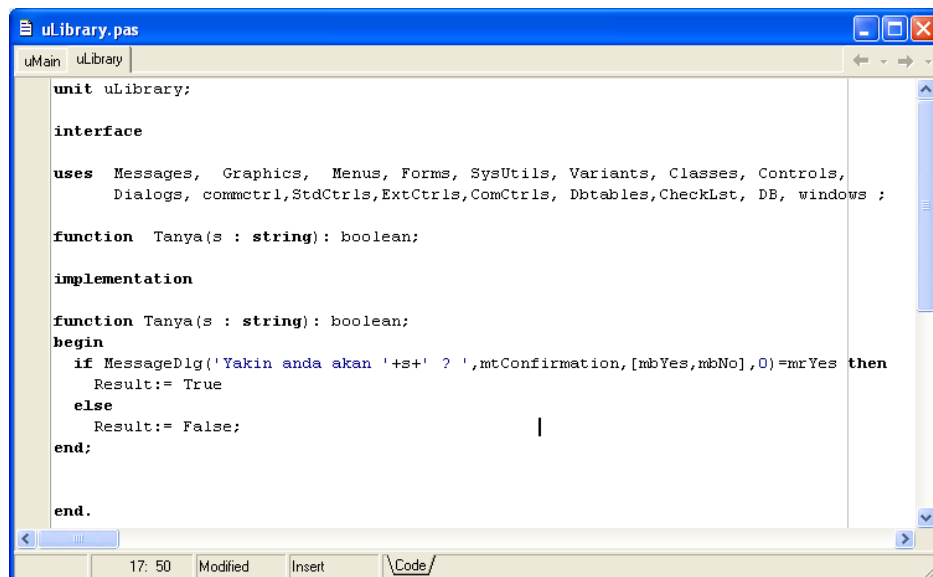 uLibrary.pas
uMain uLibrary
unit uLibrary;
interface
uses  Messages,  Graphics,  Menus, Forms, SysUtils, Variants, Classes, Controls,
      Dialogs, commctrl,StdCtrls,ExtCtrls,ComCtrls, Dbtables,CheckLst, DB, windows ;
function  Tanya(s : string): boolean;
implementation
function Tanya(s : string): boolean;
begin
  if MessageDlg('Yakin anda akan '+s+' ? ',mtConfirmation,[mbYes,mbNo],0)=mrYes then
    Result:= True
  else
    Result:= False;
end;
end.
17: 50 Modified Insert \Code/